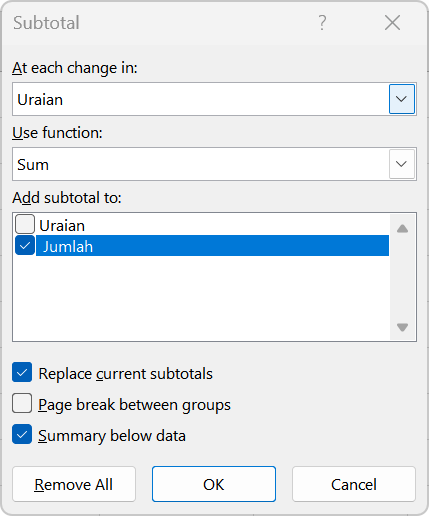 Subtotal ?
At each change in:
Uraian
Use function:
Sum
Add subtotal to:
Uraian
Jumlah
Replace current subtotals
Page break between groups
Summary below data
Remove All OK Cancel